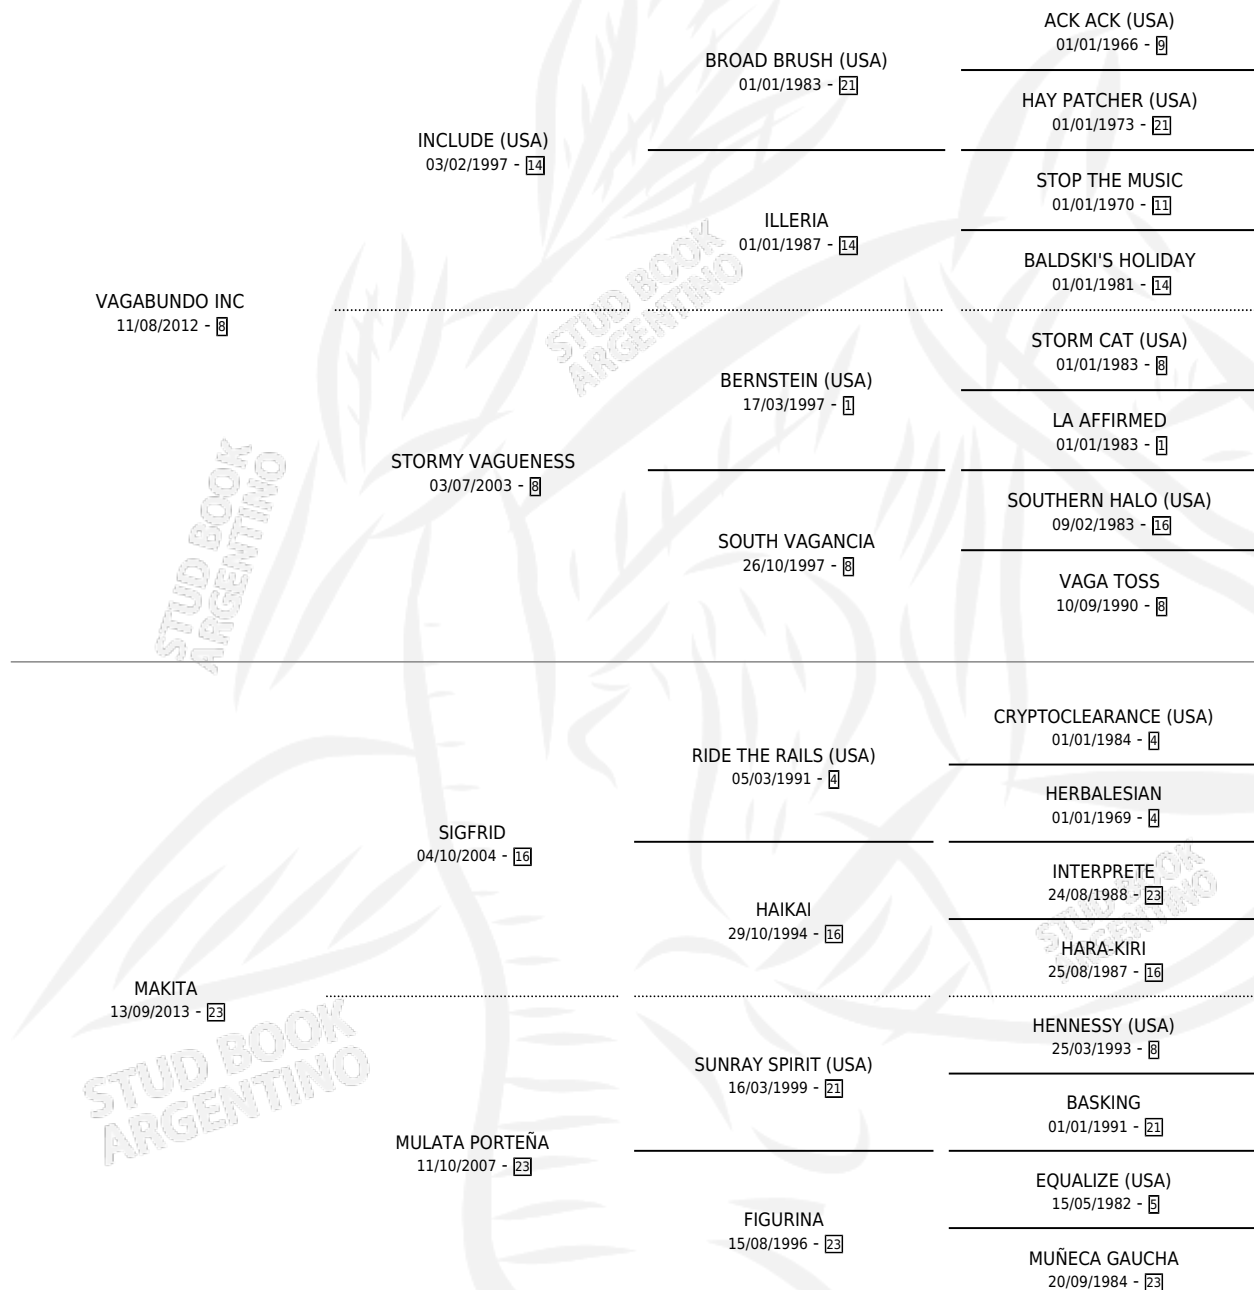 ACK ACK (USA)
01/01/1966 - 9
BROAD BRUSH (USA)
01/01/1983 - 21
HAY PATCHER (USA)
01/01/1973 - 21
INCLUDE (USA)
03/02/1997 - 14
STOP THE MUSIC
01/01/1970 - 11
ILLERIA
01/01/1987 - 14
BALDSKI'S HOLIDAY
01/01/1981 - 14
VAGABUNDO INC
11/08/2012 - 8
STORM CAT (USA)
01/01/1983 - 8
BERNSTEIN (USA)
17/03/1997 - 1
LA AFFIRMED
01/01/1983 - 1
STORMY VAGUENESS
03/07/2003 - 8
SOUTHERN HALO (USA)
09/02/1983 - 16
SOUTH VAGANCIA
26/10/1997 - 8
VAGA TOSS
10/09/1990 - 8
CRYPTOCLEARANCE (USA)
01/01/1984 - 4
RIDE THE RAILS (USA)
05/03/1991 - 4
HERBALESIAN
01/01/1969 - 4
SIGFRID
04/10/2004 - 16
INTERPRETE
24/08/1988 - 23
HAIKAI
29/10/1994 - 16
HARA-KIRI
25/08/1987 - 16
MAKITA
13/09/2013 - 23
HENNESSY (USA)
25/03/1993 - 8
SUNRAY SPIRIT (USA)
16/03/1999 - 21
BASKING
01/01/1991 - 21
MULATA PORTEÑA
11/10/2007 - 23
EQUALIZE (USA)
15/05/1982 - 5
FIGURINA
15/08/1996 - 23
MUÑECA GAUCHA
20/09/1984 - 23
STUD BOOK
ARGENTINO
STUD BOOK
ARGENTINO
STUD BOOK
ARGENTINO
STUD BOOK
ARGENTINO